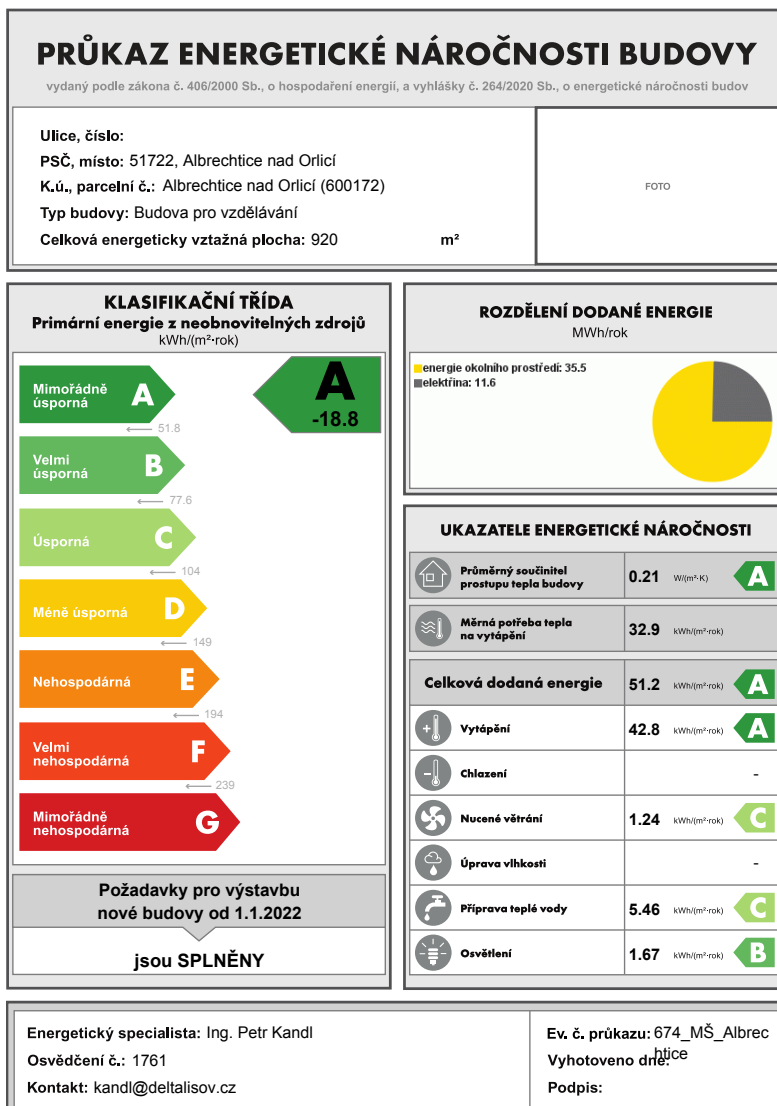 PRŮKAZ ENERGETICKÉ NÁROČNOSTI BUDOVY
vydaný podle zákona č. 406/2000 Sb., o hospodaření energií, a vyhlášky č. 264/2020 Sb., o energetické náročnosti budov
Ulice, číslo:
PSČ, místo: 51722, Albrechtice nad Orlicí
K.ú., parcelní č.: Albrechtice nad Orlicí (600172)
Typ budovy: Budova pro vzdělávání
Celková energeticky vztažná plocha: 920 m²
FOTO
KLASIFIKAČNÍ TŘÍDA
Primární energie z neobnovitelných zdrojů
kWh/(m²·rok)
Mimořádně
úsporná
A
A
-18.8
51.8
Velmi
úsporná
B
77.6
Úsporná
C
104
Méně úsporná
D
149
Nehospodárná
E
194
Velmi
nehospodárná
F
239
Mimořádně
nehospodárná
G
Požadavky pro výstavbu
nové budovy od 1.1.2022
jsou SPLNĚNY
ROZDĚLENÍ DODANÉ ENERGIE
MWh/rok
energie okolního prostředí: 35.5
elektřina: 11.6
UKAZATELE ENERGETICKÉ NÁROČNOSTI
Průměrný součinitel
prostupu tepla budovy
0.21 W/(m²·K) A
Měrná potřeba tepla
na vytápění
32.9 kWh/(m²·rok)
Celková dodaná energie 51.2 kWh/(m²·rok) A
Vytápění 42.8 kWh/(m²·rok) A
Chlazení -
Nucené větrání 1.24 kWh/(m²·rok) C
Úprava vlhkosti -
Příprava teplé vody 5.46 kWh/(m²·rok) C
Osvětlení 1.67 kWh/(m²·rok) B
Energetický specialista: Ing. Petr Kandl
Osvědčení č.: 1761
Kontakt: kandl@deltalisov.cz
Ev. č. průkazu: 674_MŠ_Albrec
htice
Vyhotoveno dne:
Podpis: